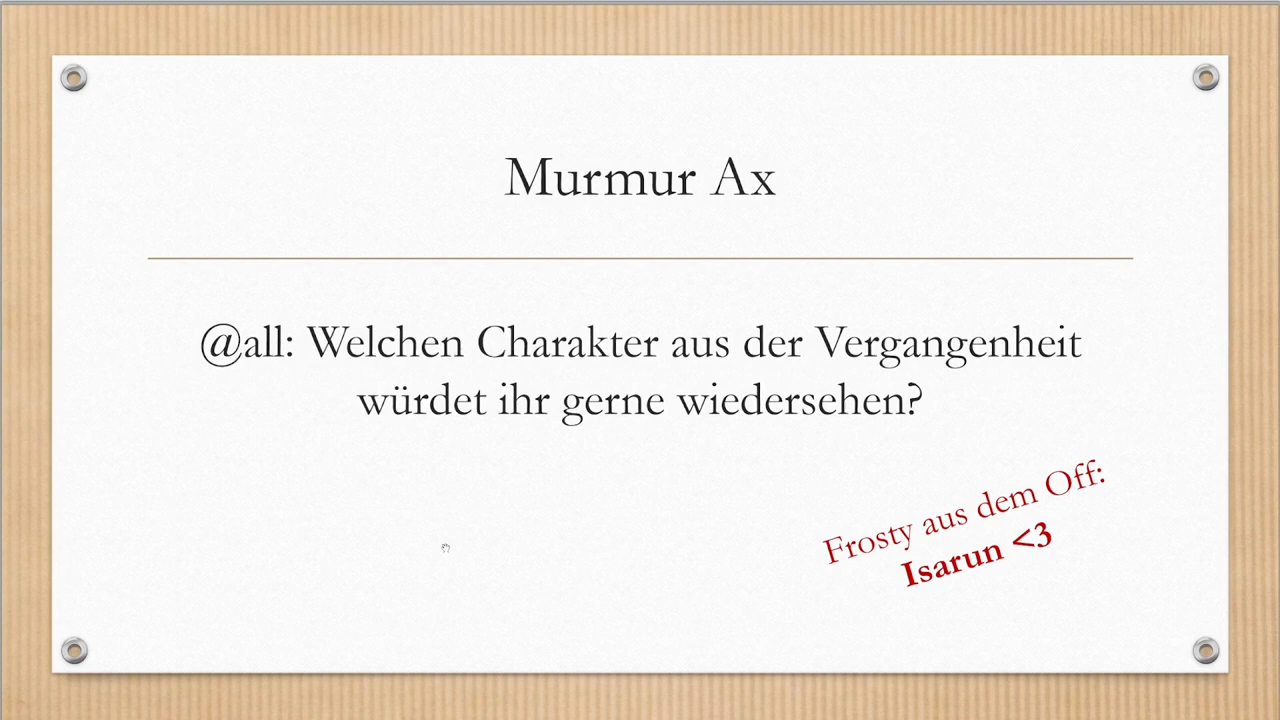 Murmur Ax
@all: Welchen Charakter aus der Vergangenheit
würdet ihr gerne wiedersehen?
Frosty aus dem Off:
Isarun <3